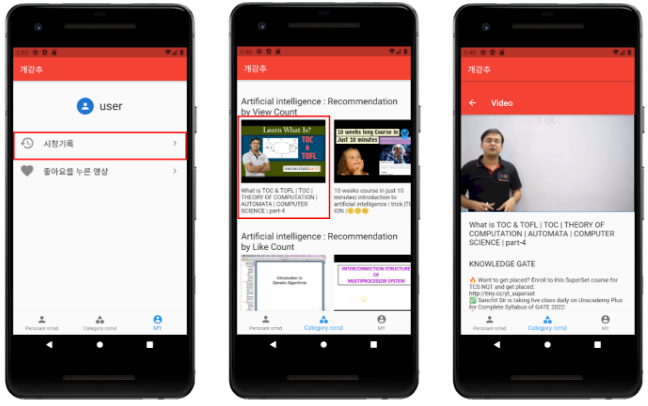 개강추
user
시청기록
좋아요를 누른 영상
Personal rcmd
Category rcmd
MY
2:46
개강추
Artificial intelligence : Recommendation
by View Count
Learn What Is?
TOC
&
TOFL
KNOWLEDGE GATE
What is TOC & TOFL | TOC |
THEORY OF COMPUTATION |
AUTOMATA | COMPUTER
SCIENCE | part-4
10 weeks long Course in
Just 10 minutes
10 weeks course in just 10
minutes| introduction to
artificial intelligence | trick |TO
ION |
Artificial intelligence : Recommendation
by Like Count
Introduction to
Genetic Algorithms
INTERCONNECTION STRUCTURE
OF
MULTIPROCESSOR SYSTEM
Personal rcmd
Category rcmd
MY
2:46
개강추
Video
What is TOC & TOFL | TOC | THEORY OF
COMPUTATION | AUTOMATA | COMPUTER
SCIENCE | part-4
KNOWLEDGE GATE
🔥 Want to get placed? Enroll to this SuperSet course for
TCS NQT and get placed:
http://tiny.cc/yt_superset
✅ Sanchit Sir is taking live class daily on Unacademy Plus
for Complete Syllabus of GATE 2022:
Personal rcmd
Category rcmd
MY